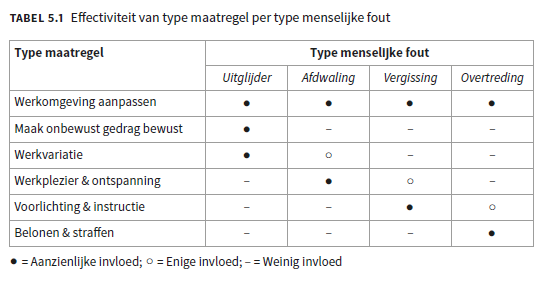 TABEL 5.1 Effectiviteit van type maatregel per type menselijke fout
Type maatregel Type menselijke fout
Uitglijder Afdwaling Vergissing Overtreding
Werkomgeving aanpassen ● ● ● ●
Maak onbewust gedrag bewust ● – – –
Werkvariatie ● ○ – –
Werkplezier & ontspanning – ● ○ –
Voorlichting & instructie – – ● ○
Belonen & straffen – – – ●
● = Aanzienlijke invloed; ○ = Enige invloed; – = Weinig invloed